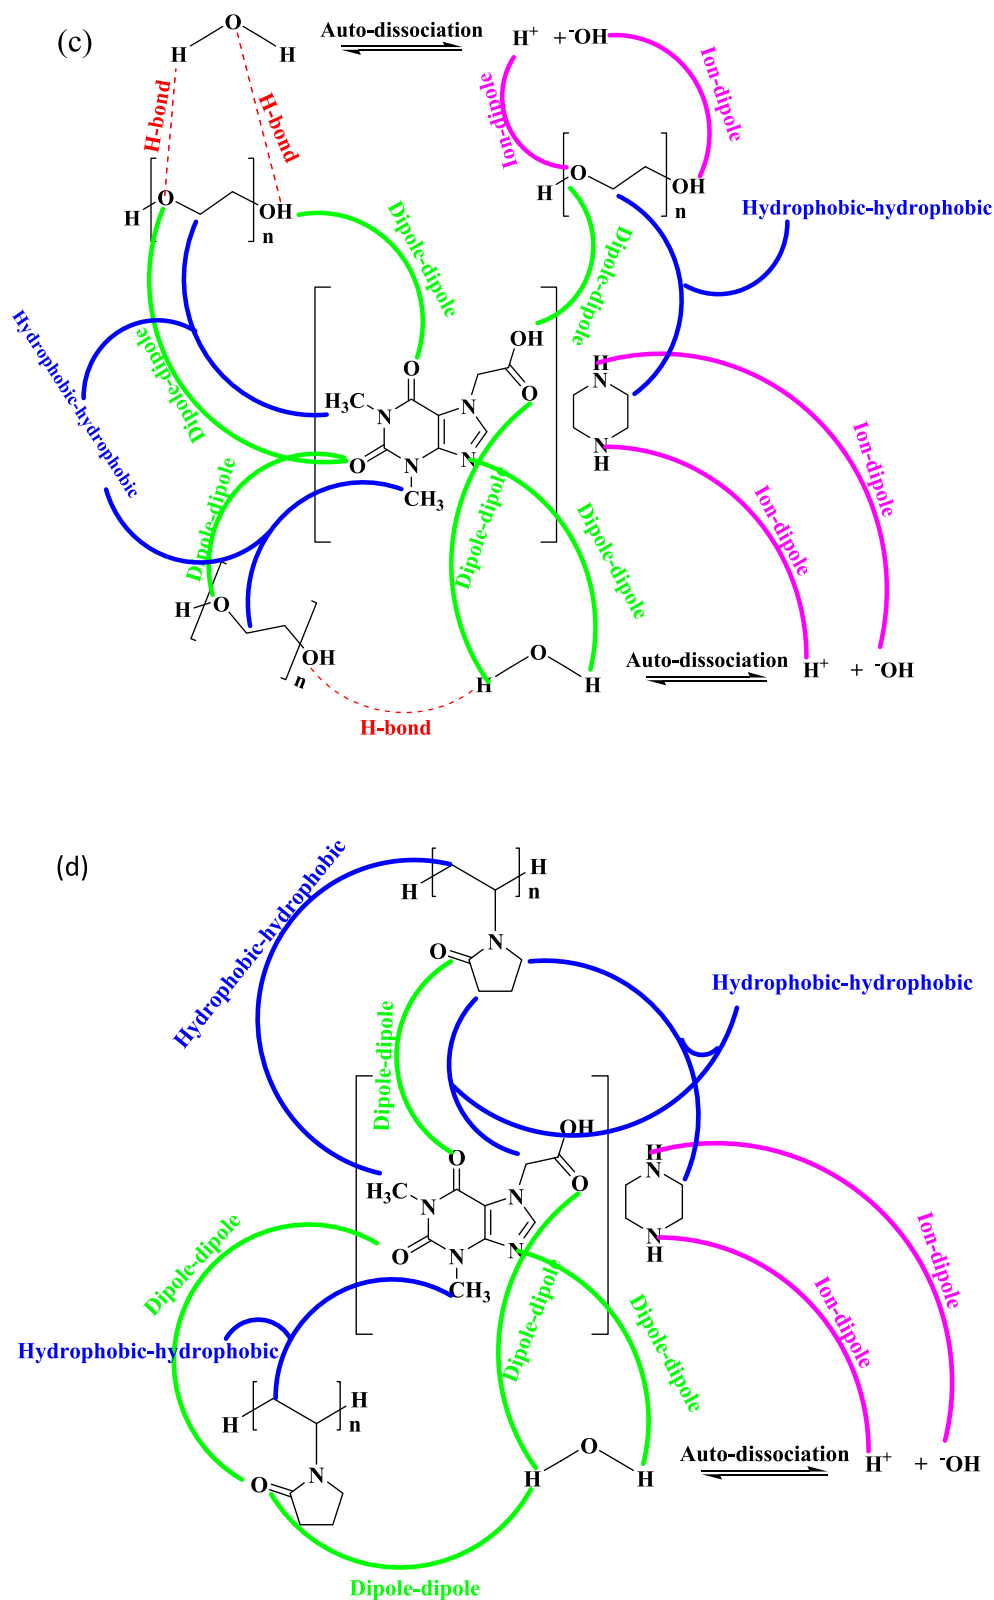 (c)
O
H H
Auto-dissociation
H⁺ + ⁻OH
H-bond
H-bond
Ion-dipole
Ion-dipole
H O OH
n
H O OH
n
Hydrophobic-hydrophobic
Dipole-dipole
Dipole-dipole
Hydrophobic-hydrophobic
Dipole-dipole
OH
O
O
H₃C N N
O N N
CH₃
H
N
N
H
Ion-dipole
Ion-dipole
Dipole-dipole
Dipole-dipole
Dipole-dipole
H O
n OH
O
H H
Auto-dissociation
H⁺ + ⁻OH
H-bond
(d)
H H
n
N
O
Hydrophobic-hydrophobic
Hydrophobic-hydrophobic
Dipole-dipole
OH
O
O
H₃C N N
O N N
CH₃
H
N
N
H
Ion-dipole
Ion-dipole
Dipole-dipole
Dipole-dipole
Dipole-dipole
Hydrophobic-hydrophobic
H H
n
N
O
O
H H
Auto-dissociation
H⁺ + ⁻OH
Dipole-dipole